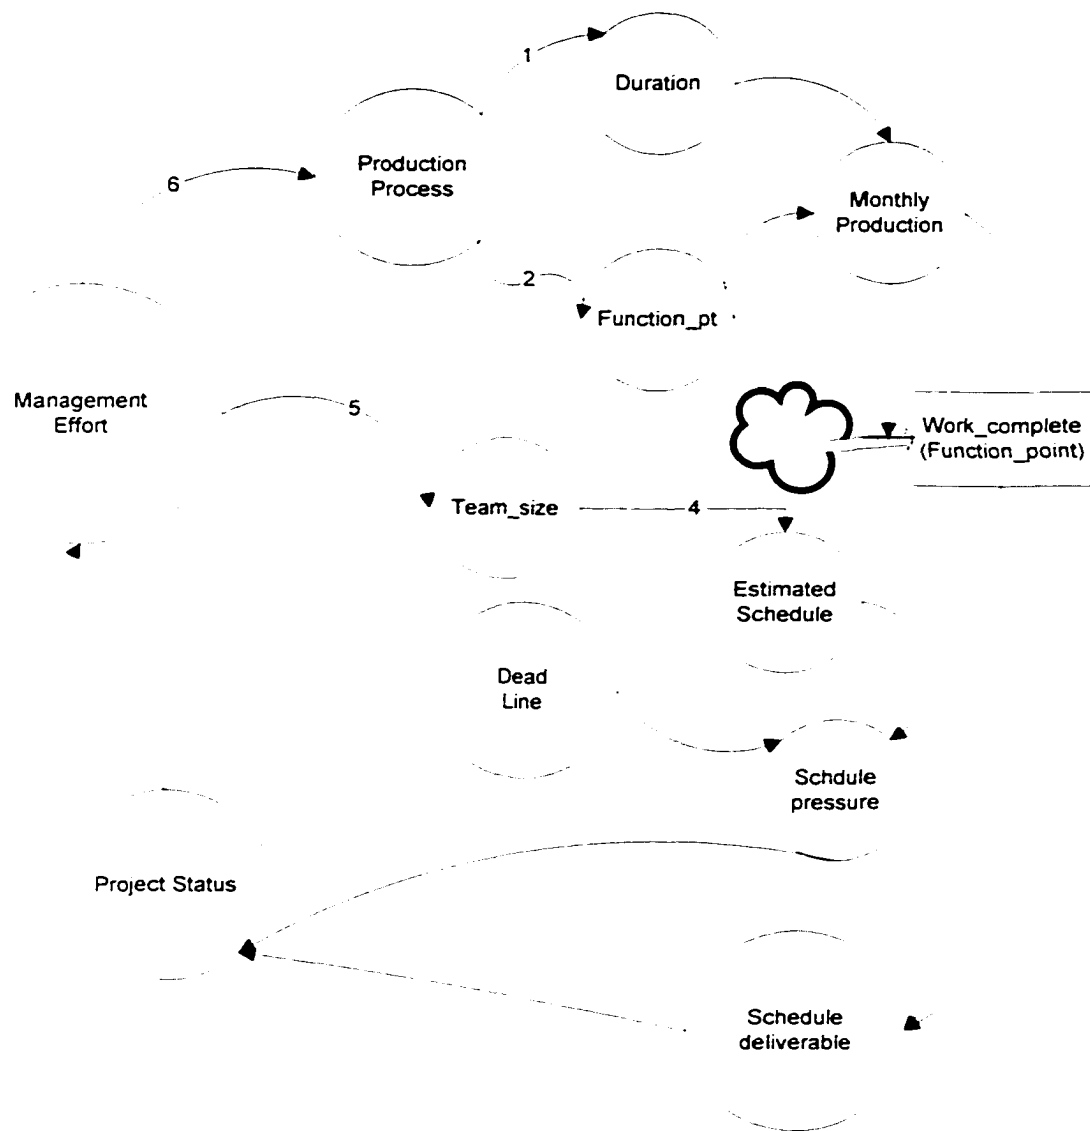 1
Duration
Production
Process
6
Monthly
Production
2
Function_pt
Management
Effort
5
Work_complete
(Function_point)
Team_size
4
Estimated
Schedule
Dead
Line
Schdule
pressure
Project Status
Schedule
deliverable